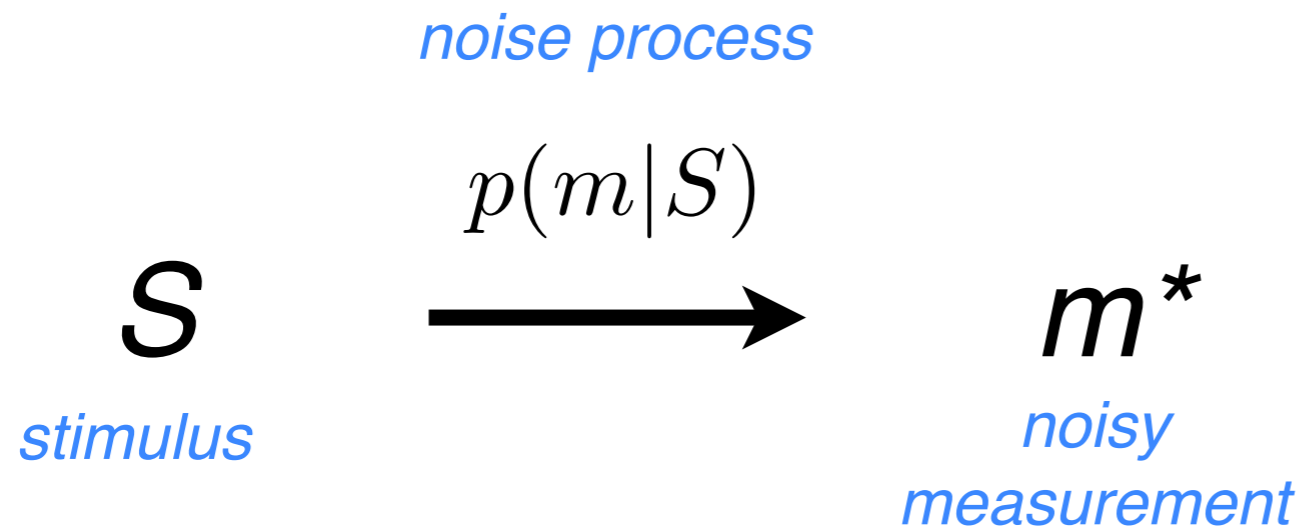 noise process
p(m|S)
S
m*
stimulus
noisy
measurement